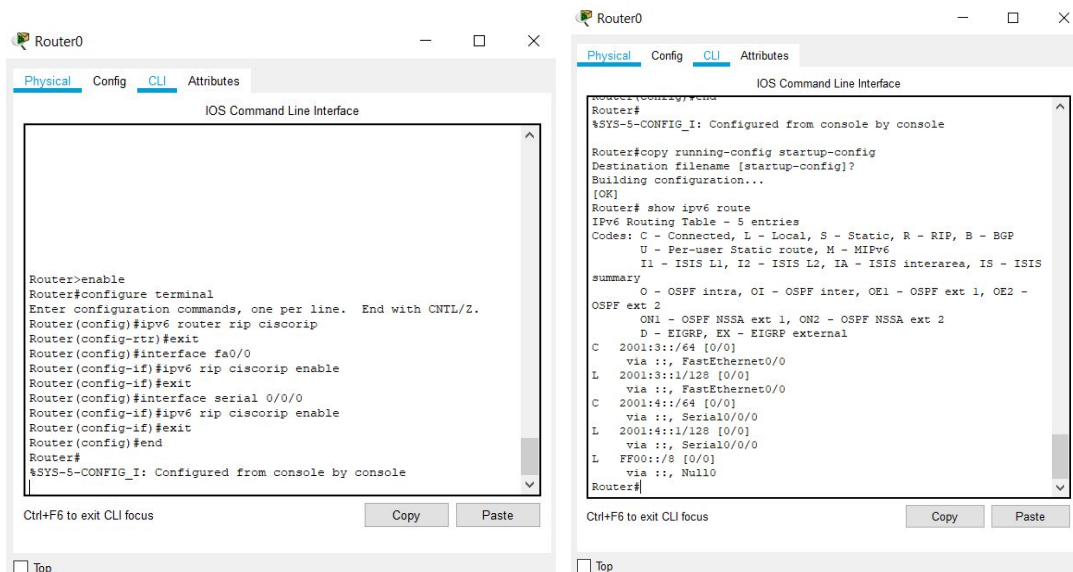 Router0
Physical Config CLI Attributes
IOS Command Line Interface
Router>enable
Router#configure terminal
Enter configuration commands, one per line.  End with CNTL/Z.
Router(config)#ipv6 router rip ciscorip
Router(config-rtr)#exit
Router(config)#interface fa0/0
Router(config-if)#ipv6 rip ciscorip enable
Router(config-if)#exit
Router(config)#interface serial 0/0/0
Router(config-if)#ipv6 rip ciscorip enable
Router(config-if)#exit
Router(config)#end
Router#
%SYS-5-CONFIG_I: Configured from console by console
Ctrl+F6 to exit CLI focus
Copy
Paste
Top
Router0
Physical Config CLI Attributes
IOS Command Line Interface
Router(config)#end
Router#
%SYS-5-CONFIG_I: Configured from console by console
Router#copy running-config startup-config
Destination filename [startup-config]?
Building configuration...
[OK]
Router# show ipv6 route
IPv6 Routing Table - 5 entries
Codes: C - Connected, L - Local, S - Static, R - RIP, B - BGP
U - Per-user Static route, M - MIPv6
I1 - ISIS L1, I2 - ISIS L2, IA - ISIS interarea, IS - ISIS
summary
O - OSPF intra, OI - OSPF inter, OE1 - OSPF ext 1, OE2 -
OSPF ext 2
ON1 - OSPF NSSA ext 1, ON2 - OSPF NSSA ext 2
D - EIGRP, EX - EIGRP external
C   2001:3::/64 [0/0]
via ::, FastEthernet0/0
L   2001:3::1/128 [0/0]
via ::, FastEthernet0/0
C   2001:4::/64 [0/0]
via ::, Serial0/0/0
L   2001:4::1/128 [0/0]
via ::, Serial0/0/0
L   FF00::/8 [0/0]
via ::, Null0
Router#
Ctrl+F6 to exit CLI focus
Copy
Paste
Top